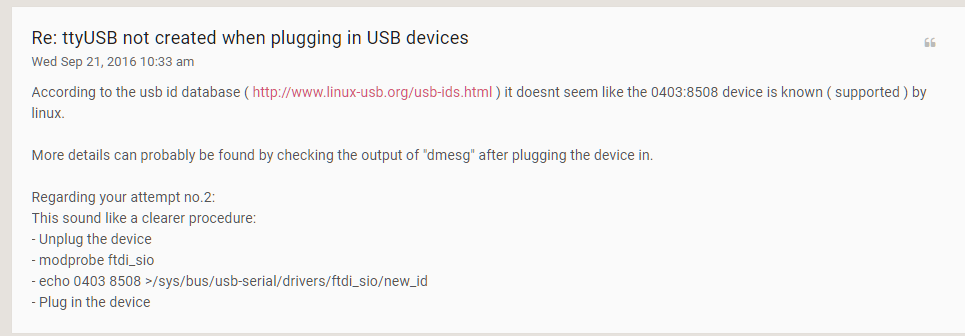 Re: ttyUSB not created when plugging in USB devices
Wed Sep 21, 2016 10:33 am
According to the usb id database ( http://www.linux-usb.org/usb-ids.html ) it doesnt seem like the 0403:8508 device is known ( supported ) by
linux.
More details can probably be found by checking the output of "dmesg" after plugging the device in.
Regarding your attempt no.2:
This sound like a clearer procedure:
- Unplug the device
- modprobe ftdi_sio
- echo 0403 8508 >/sys/bus/usb-serial/drivers/ftdi_sio/new_id
- Plug in the device